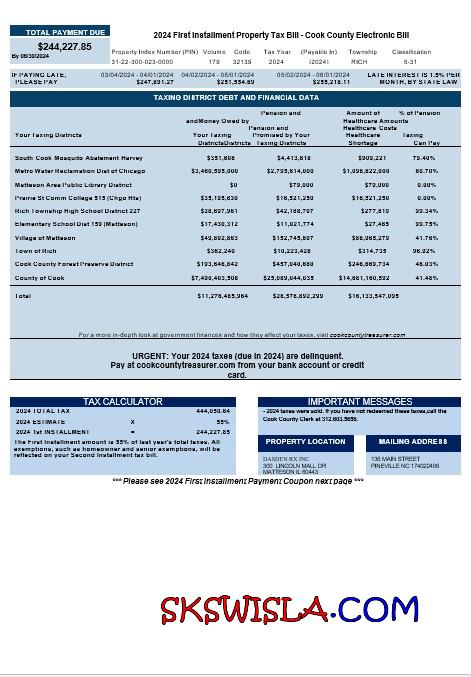 TOTAL PAYMENT DUE
$244,227.85
By 06/30/2024
2024 First Installment Property Tax Bill - Cook County Electronic Bill
Property Index Number (PIN) Volume Code Tax Year (Payable In) Township Classification
31-22-300-023-0000 179 32139 2024 (2024) RICH 5-31
IF PAYING LATE, 03/04/2024 - 04/01/2024 04/02/2024 - 05/01/2024 05/02/2024 - 06/01/2024 LATE INTEREST IS 1.5% PER
PLEASE PAY $247,891.27 $251,554.69 $255,218.11 MONTH, BY STATE LAW
TAXING DISTRICT DEBT AND FINANCIAL DATA
Pension and Amount of % of Pension
and Money Owed by Healthcare Amounts
Pension and Healthcare Costs
Your Taxing Districts Your Taxing Promised by Your Healthcare Taxing
Districts Districts Taxing Districts Shortage Can Pay
South Cook Mosquito Abatement Harvey $351,608 $4,413,618 $909,221 79.40%
Metro Water Reclamation Dist of Chicago $3,460,595,000 $2,795,614,000 $1,098,622,000 60.70%
Matteson Area Public Library District $0 $79,000 $79,000 0.00%
Prairie St Comm College 515 (Chgo Hts) $35,195,630 $16,521,250 $16,521,250 0.00%
Rich Township High School District 227 $28,697,961 $42,188,707 $277,819 99.34%
Elementary School Dist 159 (Matteson) $17,430,312 $11,021,774 $27,465 99.75%
Village of Matteson $49,802,863 $152,745,807 $88,965,279 41.76%
Town of Rich $362,240 $10,223,428 $314,735 96.92%
Cook County Forest Preserve District $193,646,842 $457,040,680 $246,669,734 46.03%
County of Cook $7,490,403,508 $25,089,044,035 $14,681,160,592 41.48%
Total $11,276,485,964 $28,578,892,299 $16,133,547,095
For a more in-depth look at government finances and how they affect your taxes, visit cookcountytreasurer.com
URGENT: Your 2024 taxes (due in 2024) are delinquent.
Pay at cookcountytreasurer.com from your bank account or credit
card.
TAX CALCULATOR
2024 TOTAL TAX 444,050.64
2024 ESTIMATE X 55%
2024 1st INSTALLMENT = 244,227.85
The First Installment amount is 55% of last year's total taxes. All
exemptions, such as homeowner and senior exemptions, will be
reflected on your Second Installment tax bill.
IMPORTANT MESSAGES
- 2024 taxes were sold. If you have not redeemed these taxes,call the
Cook County Clerk at 312.603.5656.
PROPERTY LOCATION
DASDEN RX INC
300 LINCOLN MALL DR
MATTESON IL 60443
MAILING ADDRESS
136 MAIN STREET
PINEVILLE NC 174022406
*** Please see 2024 First Installment Payment Coupon next page ***
SKSWISLA.COM